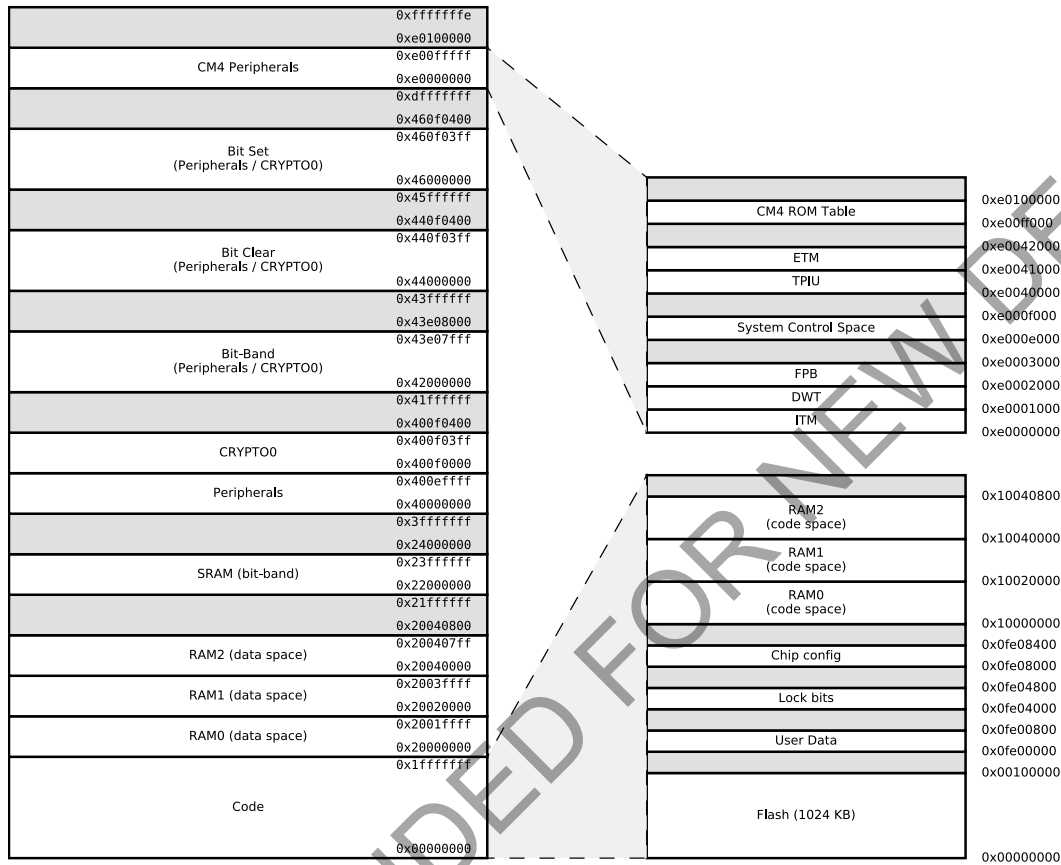 0xfffffffe
0xe0100000
CM4 Peripherals
0xe00fffff
0xe0000000
0xdfffffff
0x460f0400
Bit Set
(Peripherals / CRYPTO0)
0x460f03ff
0x46000000
0x45ffffff
0x440f0400
Bit Clear
(Peripherals / CRYPTO0)
0x440f03ff
0x44000000
0x43ffffff
0x43e08000
Bit-Band
(Peripherals / CRYPTO0)
0x43e07fff
0x42000000
0x41ffffff
0x400f0400
CRYPTO0
0x400f03ff
0x400f0000
Peripherals
0x400effff
0x40000000
0x3fffffff
0x24000000
SRAM (bit-band)
0x23ffffff
0x22000000
0x21ffffff
0x20040800
RAM2 (data space)
0x200407ff
0x20040000
RAM1 (data space)
0x2003ffff
0x20020000
RAM0 (data space)
0x2001ffff
0x20000000
Code
0x1fffffff
0x00000000
0xe0100000
CM4 ROM Table
0xe00ff000
0xe0042000
ETM
0xe0041000
TPIU
0xe0040000
0xe000f000
System Control Space
0xe000e000
0xe0003000
FPB
0xe0002000
DWT
0xe0001000
ITM
0xe0000000
0x10040800
RAM2
(code space)
0x10040000
RAM1
(code space)
0x10020000
RAM0
(code space)
0x10000000
0x0fe08400
Chip config
0x0fe08000
0x0fe04800
Lock bits
0x0fe04000
0x0fe00800
User Data
0x0fe00000
0x00100000
Flash (1024 KB)
0x00000000
NDED FOR NEW DE